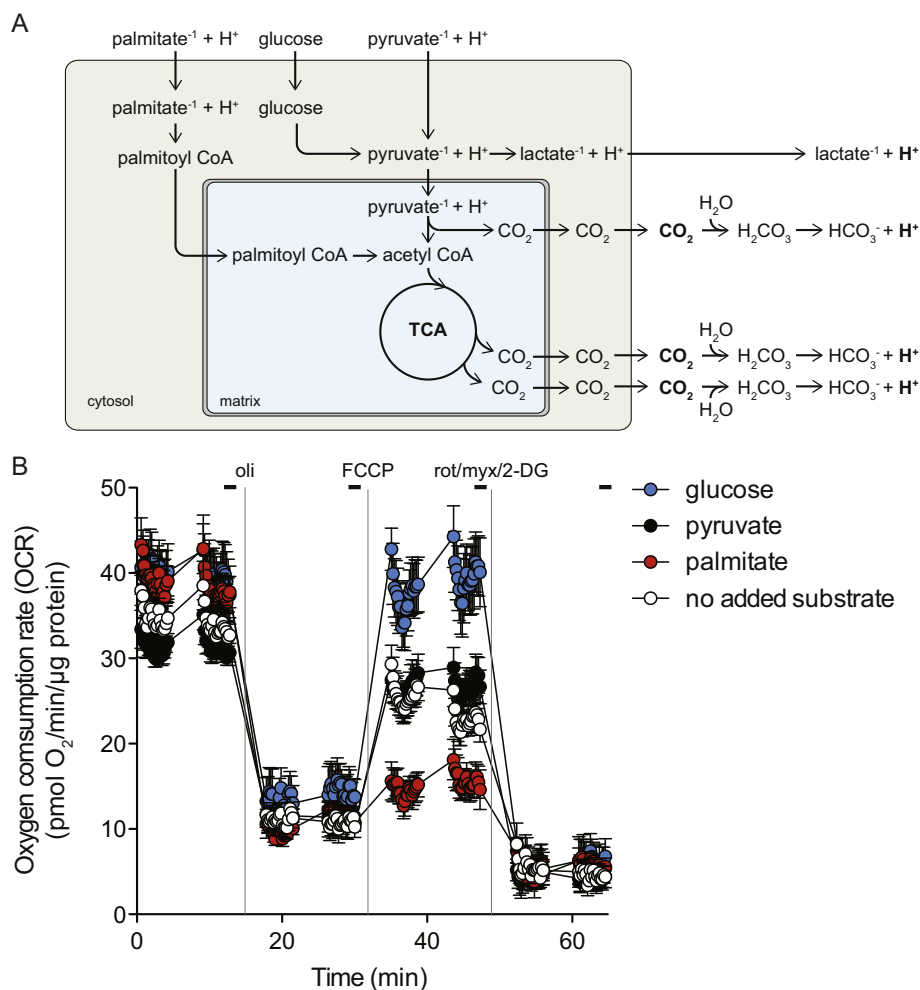 A
palmitate⁻¹ + H⁺ glucose pyruvate⁻¹ + H⁺
palmitate⁻¹ + H⁺ glucose
palmitoyl CoA pyruvate⁻¹ + H⁺ lactate⁻¹ + H⁺ lactate⁻¹ + H⁺
pyruvate⁻¹ + H⁺ H₂O
CO₂ CO₂ CO₂ H₂CO₃ HCO₃⁻ + H⁺
palmitoyl CoA acetyl CoA
TCA H₂O
CO₂ CO₂ CO₂ H₂CO₃ HCO₃⁻ + H⁺
CO₂ CO₂ CO₂ H₂CO₃ HCO₃⁻ + H⁺
cytosol matrix H₂O
B
oli FCCP rot/myx/2-DG
50
40
30
20
10
0
Oxygen comsumption rate (OCR)
(pmol O₂/min/µg protein)
0 20 40 60
Time (min)
glucose
pyruvate
palmitate
no added substrate